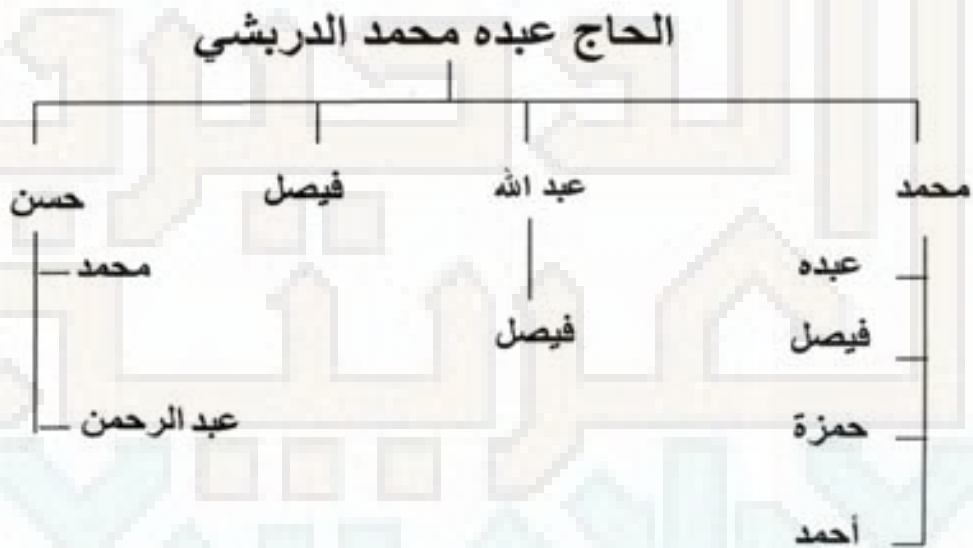 الحاج عبده محمد الدربشي
محمد عبد الله فيصل حسن
عبده محمد
فيصل فيصل
حمزة عبد الرحمن
أحمد